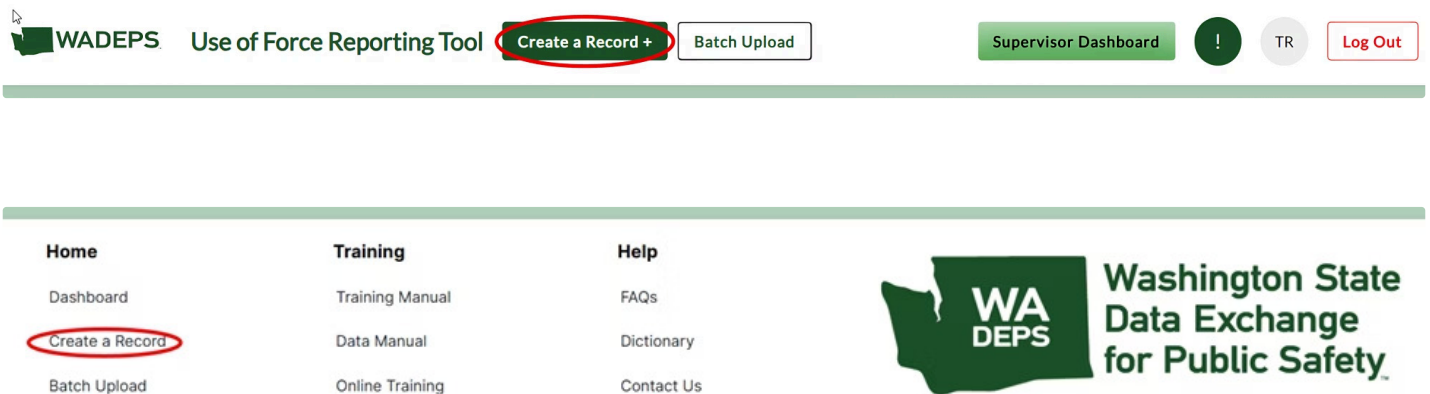 WADEPS
Use of Force Reporting Tool
Create a Record +
Batch Upload
Supervisor Dashboard
!
TR
Log Out
Home
Training
Help
Dashboard
Training Manual
FAQs
Create a Record
Data Manual
Dictionary
Batch Upload
Online Training
Contact Us
WA
DEPS
Washington State
Data Exchange
for Public Safety™